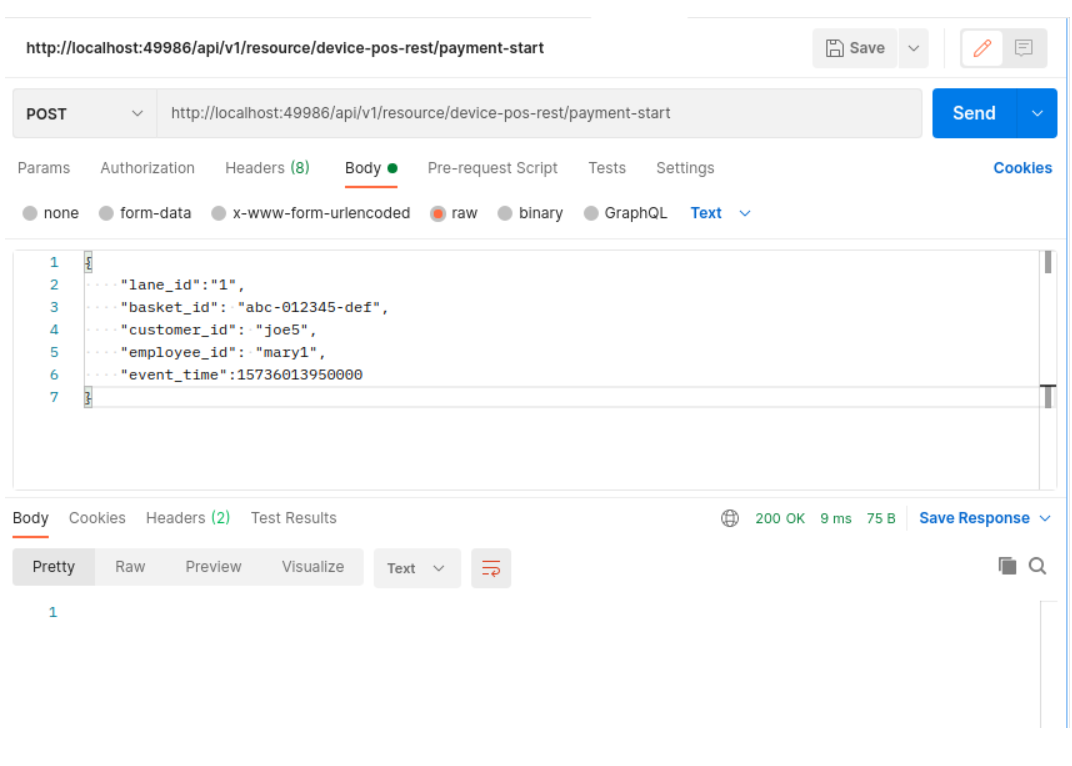 http://localhost:49986/api/v1/resource/device-pos-rest/payment-start Save
POST http://localhost:49986/api/v1/resource/device-pos-rest/payment-start Send
Params Authorization Headers (8) Body Pre-request Script Tests Settings Cookies
none form-data x-www-form-urlencoded raw binary GraphQL Text
1 {
2 ····"lane_id":"1",
3 ····"basket_id":·"abc-012345-def",
4 ····"customer_id":·"joe5",
5 ····"employee_id":·"mary1",
6 ····"event_time":15736013950000
7 }
Body Cookies Headers (2) Test Results 200 OK 9 ms 75 B Save Response
Pretty Raw Preview Visualize Text
1